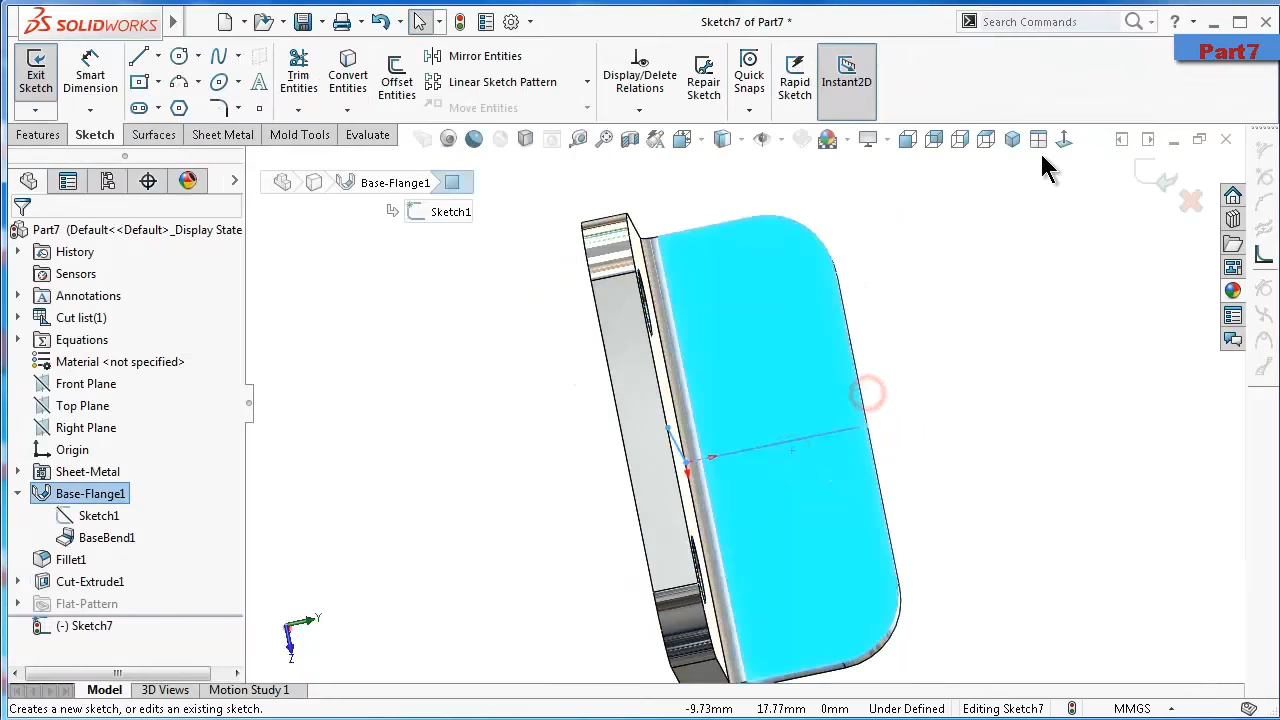 SOLIDWORKS
Sketch7 of Part7 *
Search Commands
?
Part7
Exit Sketch
Smart Dimension
Trim Entities
Convert Entities
Offset Entities
Mirror Entities
Linear Sketch Pattern
Move Entities
Display/Delete Relations
Repair Sketch
Quick Snaps
Rapid Sketch
Instant2D
Features
Sketch
Surfaces
Sheet Metal
Mold Tools
Evaluate
Base-Flange1
Sketch1
Part7 (Default<<Default>_Display State
History
Sensors
Annotations
Cut list(1)
Equations
Material <not specified>
Front Plane
Top Plane
Right Plane
Origin
Sheet-Metal
Base-Flange1
Sketch1
BaseBend1
Fillet1
Cut-Extrude1
Flat-Pattern
(-) Sketch7
Y
Z
Model
3D Views
Motion Study 1
Creates a new sketch, or edits an existing sketch.
-9.73mm
17.77mm
0mm
Under Defined
Editing Sketch7
MMGS